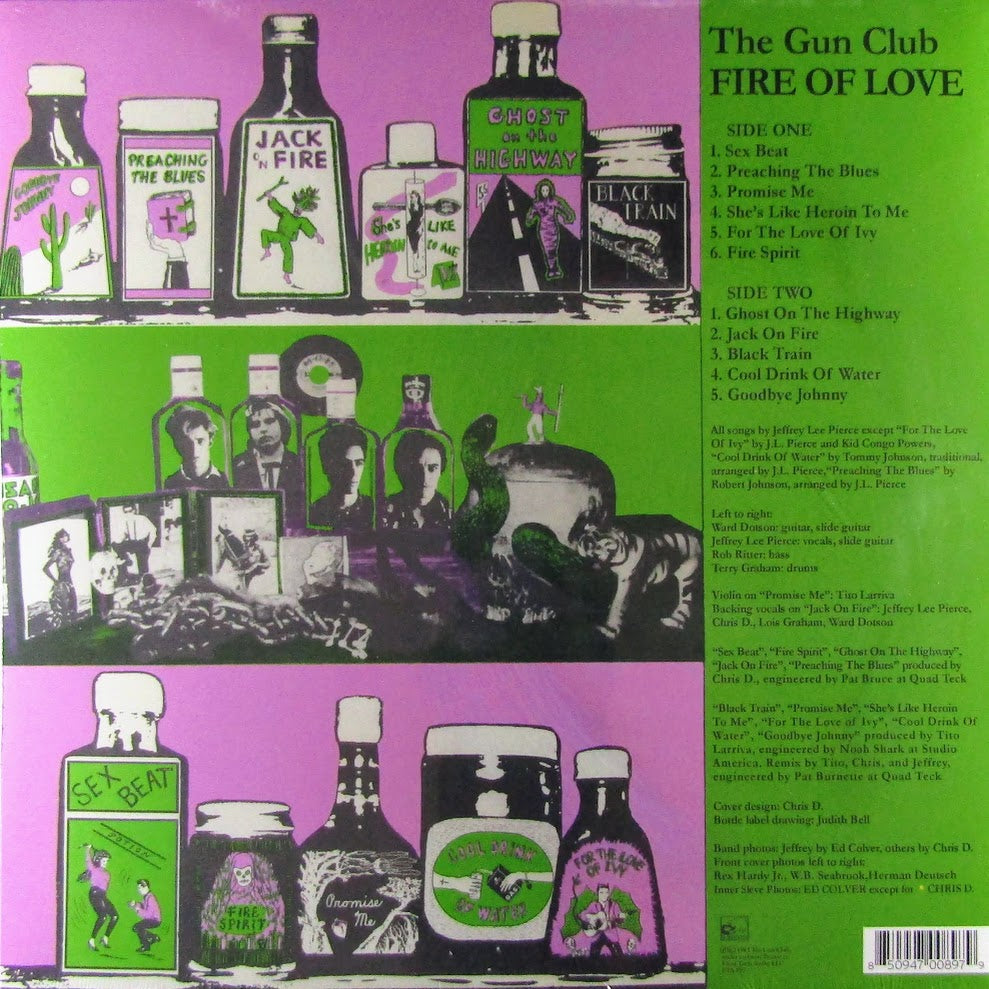 GOODBYE
JOHNNY
PREACHING
THE BLUES
JACK
ON FIRE
She's LIKE
HEROIN TO ME
GHOST
on the
HIGHWAY
BLACK
TRAIN
SEX
BEAT
POTION
FIRE
SPIRIT
Promise
Me
COOL DRINK
OF WATER
FOR THE LOVE
OF IVY
The Gun Club
FIRE OF LOVE
SIDE ONE
1. Sex Beat
2. Preaching The Blues
3. Promise Me
4. She's Like Heroin To Me
5. For The Love Of Ivy
6. Fire Spirit
SIDE TWO
1. Ghost On The Highway
2. Jack On Fire
3. Black Train
4. Cool Drink Of Water
5. Goodbye Johnny
All songs by Jeffrey Lee Pierce except "For The Love
Of Ivy" by J.L. Pierce and Kid Congo Powers,
"Cool Drink Of Water" by Tommy Johnson, traditional,
arranged by J.L. Pierce,"Preaching The Blues" by
Robert Johnson, arranged by J.L. Pierce
Left to right:
Ward Dotson: guitar, slide guitar
Jeffrey Lee Pierce: vocals, slide guitar
Rob Ritter: bass
Terry Graham: drums
Violin on "Promise Me": Tito Larriva
Backing vocals on "Jack On Fire": Jeffrey Lee Pierce,
Chris D., Lois Graham, Ward Dotson
"Sex Beat", "Fire Spirit", "Ghost On The Highway",
"Jack On Fire", "Preaching The Blues" produced by
Chris D., engineered by Pat Bruce at Quad Teck
"Black Train", "Promise Me", "She's Like Heroin
To Me", "For The Love of Ivy", "Cool Drink Of
Water", "Goodbye Johnny" produced by Tito
Larriva, engineered by Noah Shark at Studio
America. Remix by Tito, Chris, and Jeffrey,
engineered by Pat Burnette at Quad Teck
Cover design: Chris D.
Bottle label drawing: Judith Bell
Band photos: Jeffrey by Ed Colver, others by Chris D.
Front cover photos left to right:
Rex Hardy Jr., W.B. Seabrook,Herman Deutsch
Inner Sleve Photos: ED COLVER except for * CHRIS D.
8 50947 00897 9